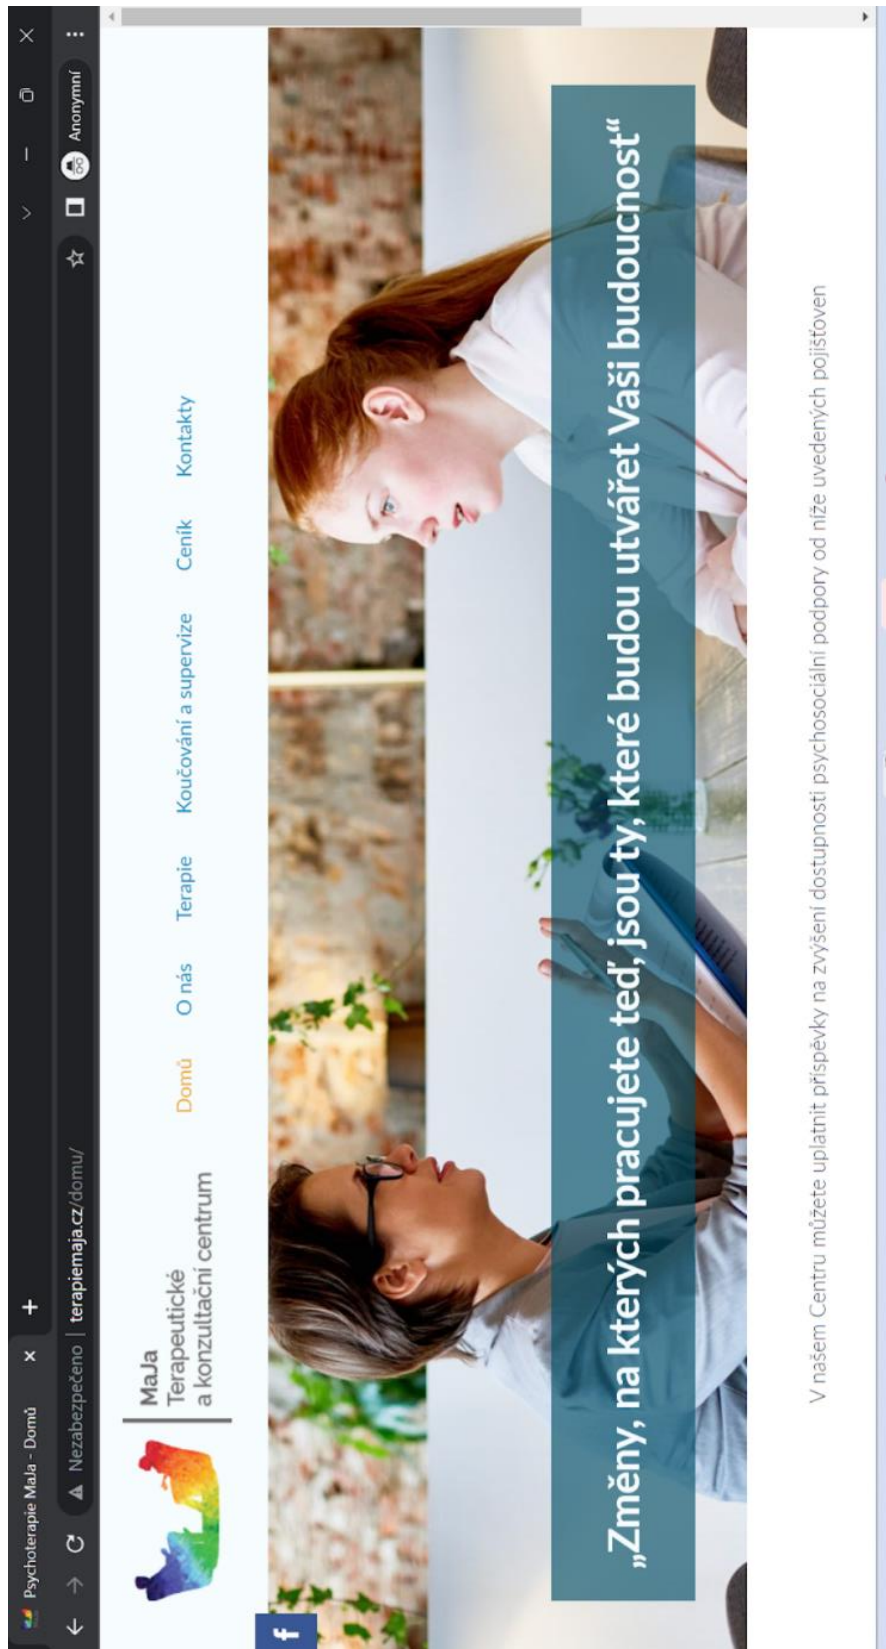 Psychoterapie MaJa - Domů
Nezabezpečeno | terapiemaja.cz/domu/
Anonymní
MaJa
Terapeutické
a konzultační centrum
Domů O nás Terapie Koučování a supervize Ceník Kontakty
f
„Změny, na kterých pracujete teď, jsou ty, které budou utvářet Vaši budoucnost“
V našem Centru můžete uplatnit příspěvky na zvýšení dostupnosti psychosociální podpory od níže uvedených pojišťoven